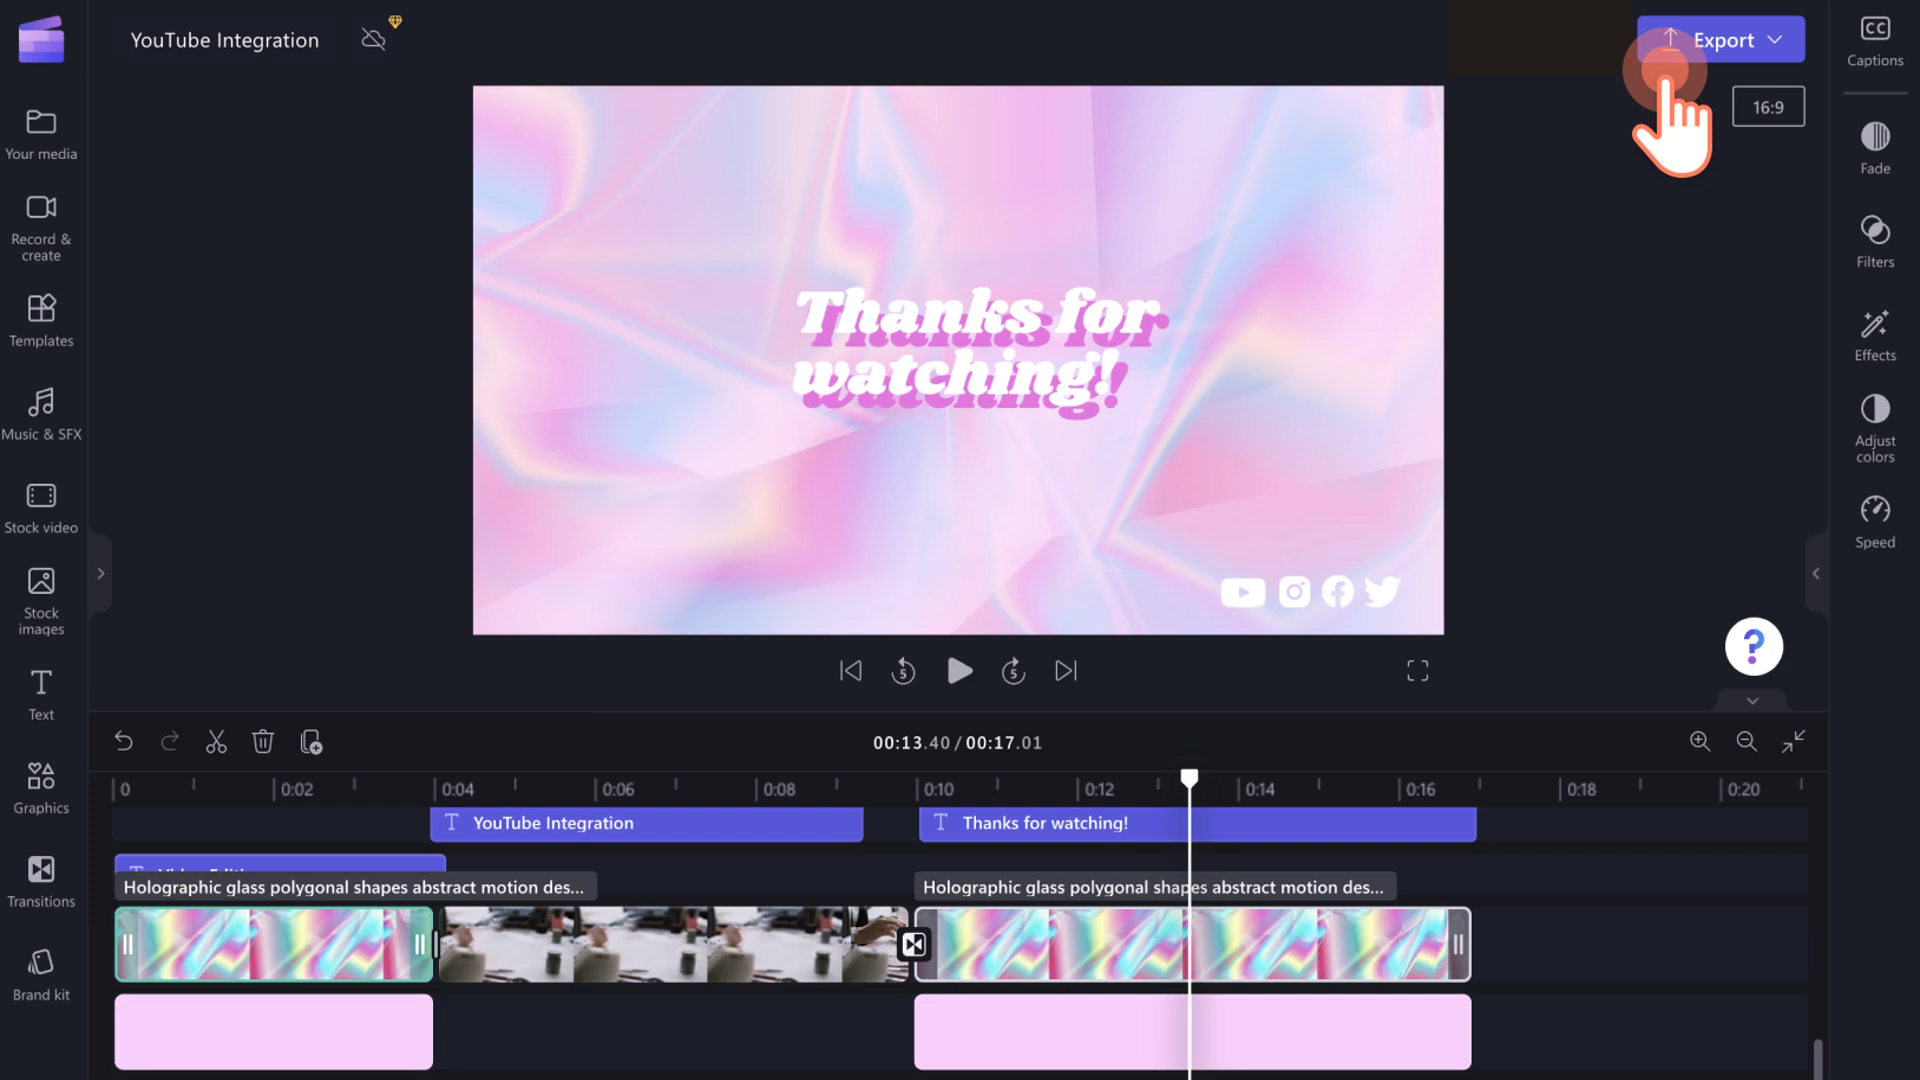 YouTube Integration
Export
CC
Captions
16:9
Your media
Record &
create
Templates
Music & SFX
Stock video
Stock
images
Text
Graphics
Transitions
Brand kit
Fade
Filters
Effects
Adjust
colors
Speed
Thanks for
watching!
5
5
?
00:13.40 / 00:17.01
0
0:02
0:04
0:06
0:08
0:10
0:12
0:14
0:16
0:18
0:20
T YouTube Integration
T Thanks for watching!
Holographic glass polygonal shapes abstract motion des...
Holographic glass polygonal shapes abstract motion des...